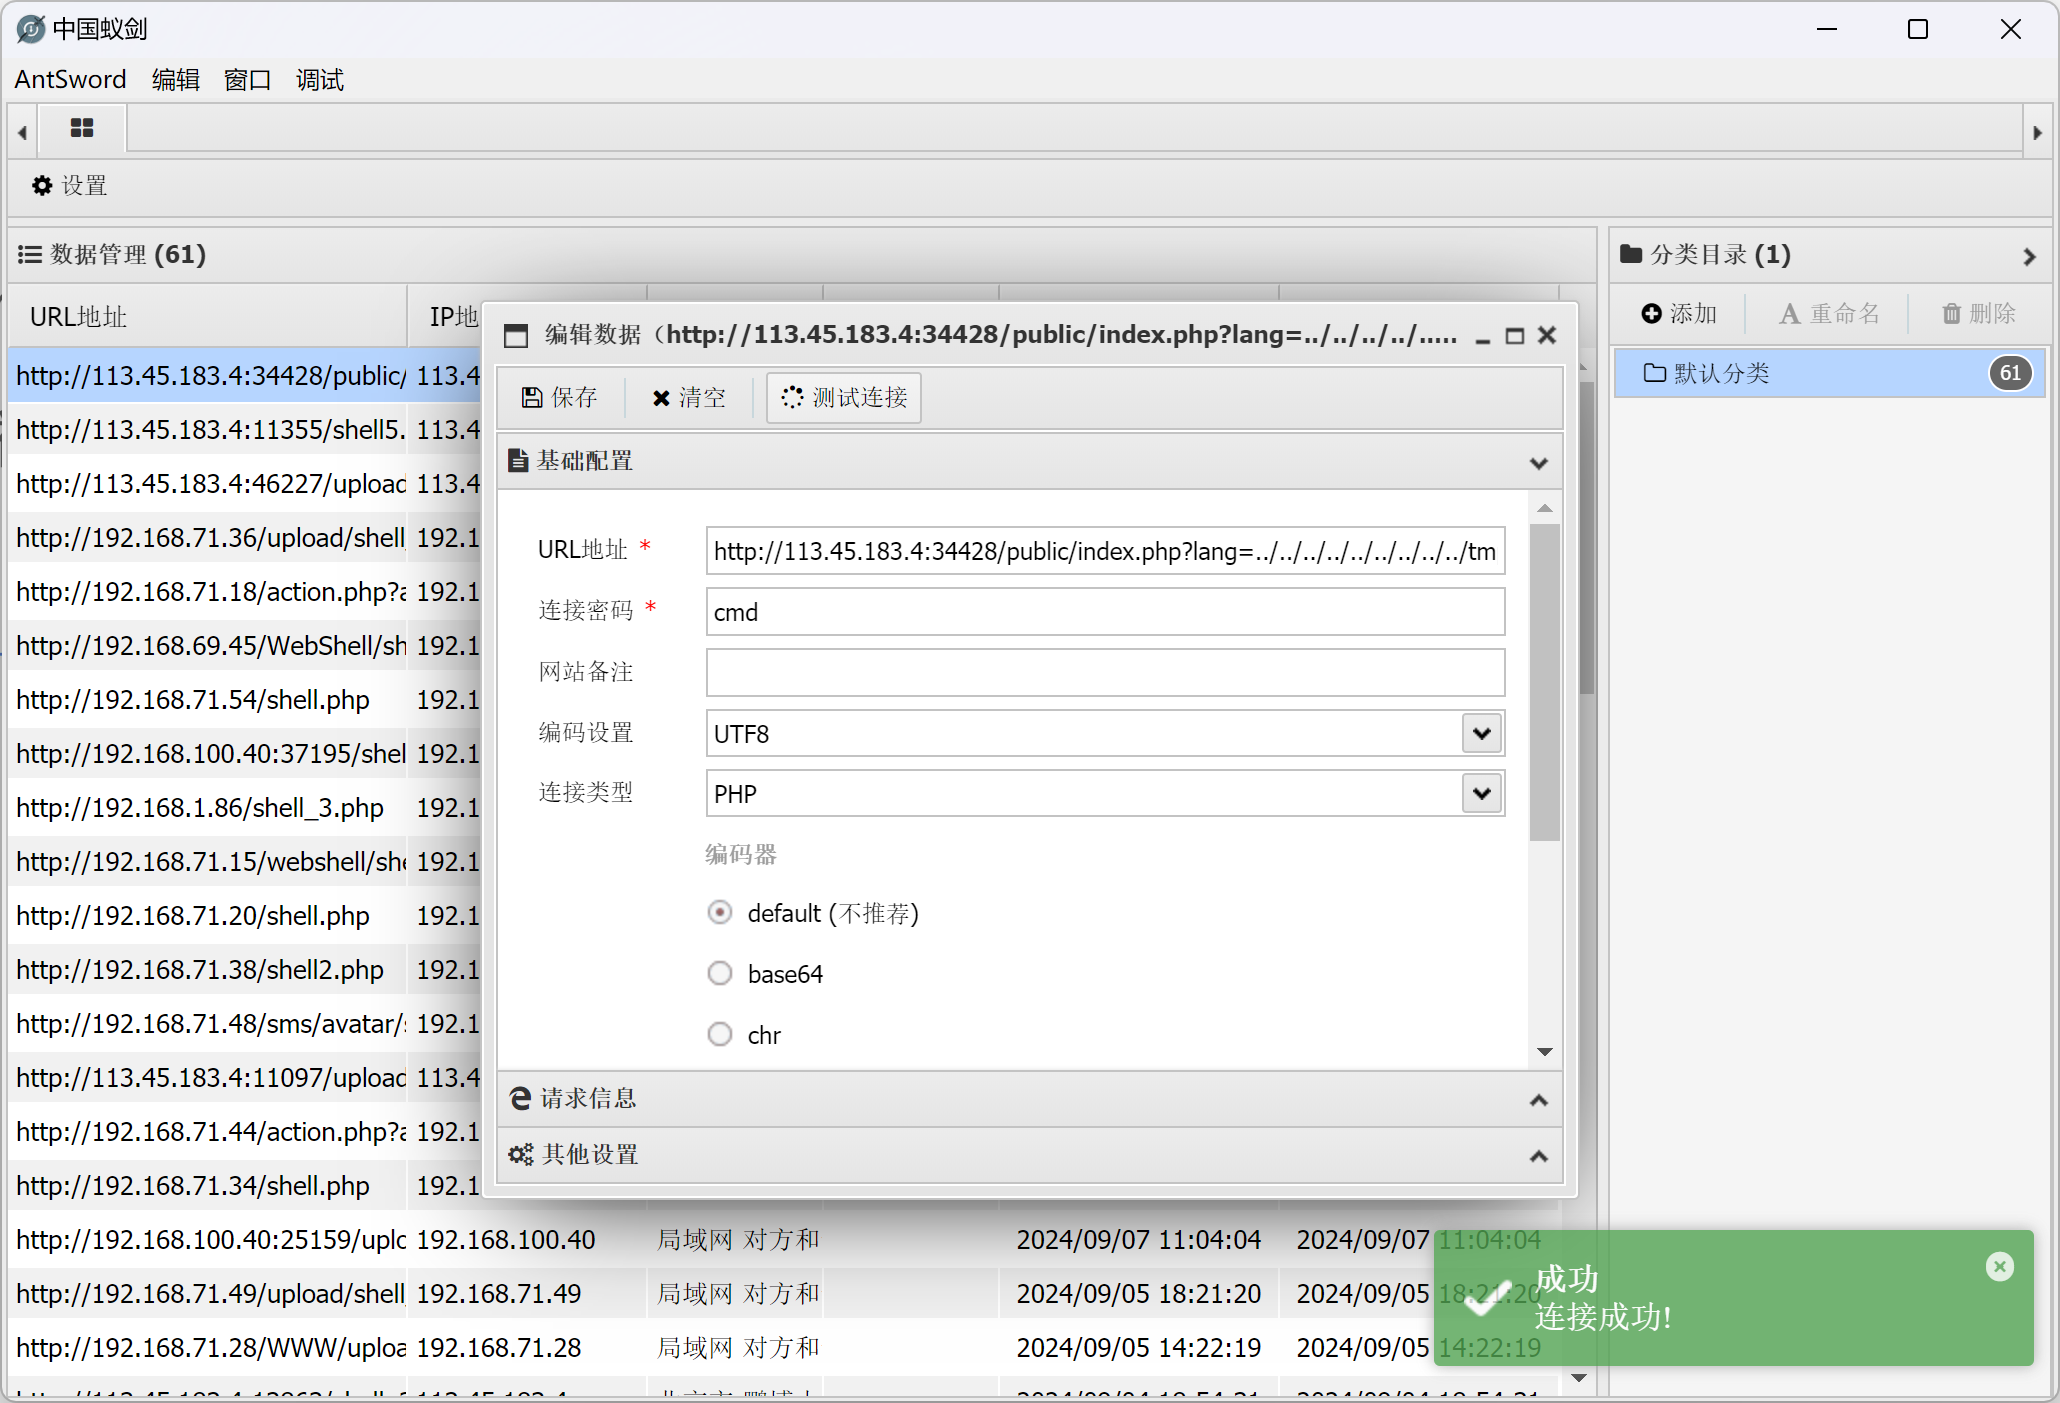 中国蚁剑
AntSword 编辑 窗口 调试
设置
数据管理 (61)
URL地址 IP地
http://113.45.183.4:34428/public/ 113.4
http://113.45.183.4:11355/shell5. 113.4
http://113.45.183.4:46227/upload 113.4
http://192.168.71.36/upload/shell 192.1
http://192.168.71.18/action.php?a 192.1
http://192.168.69.45/WebShell/sh 192.1
http://192.168.71.54/shell.php 192.1
http://192.168.100.40:37195/shel 192.1
http://192.168.1.86/shell_3.php 192.1
http://192.168.71.15/webshell/she 192.1
http://192.168.71.20/shell.php 192.1
http://192.168.71.38/shell2.php 192.1
http://192.168.71.48/sms/avatar/s 192.1
http://113.45.183.4:11097/upload 113.4
http://192.168.71.44/action.php?a 192.1
http://192.168.71.34/shell.php 192.1
http://192.168.100.40:25159/uplo 192.168.100.40 局域网 对方和 2024/09/07 11:04:04 2024/09/07 11:04:04
http://192.168.71.49/upload/shell 192.168.71.49 局域网 对方和 2024/09/05 18:21:20 2024/09/05 18:21:20
http://192.168.71.28/WWW/uploa 192.168.71.28 局域网 对方和 2024/09/05 14:22:19 2024/09/05 14:22:19
编辑数据（http://113.45.183.4:34428/public/index.php?lang=../../../../.....
保存 清空 测试连接
基础配置
URL地址 * http://113.45.183.4:34428/public/index.php?lang=../../../../../../../../../tm
连接密码 * cmd
网站备注
编码设置 UTF8
连接类型 PHP
编码器
default (不推荐)
base64
chr
请求信息
其他设置
分类目录 (1)
添加 重命名 删除
默认分类 61
成功
连接成功!